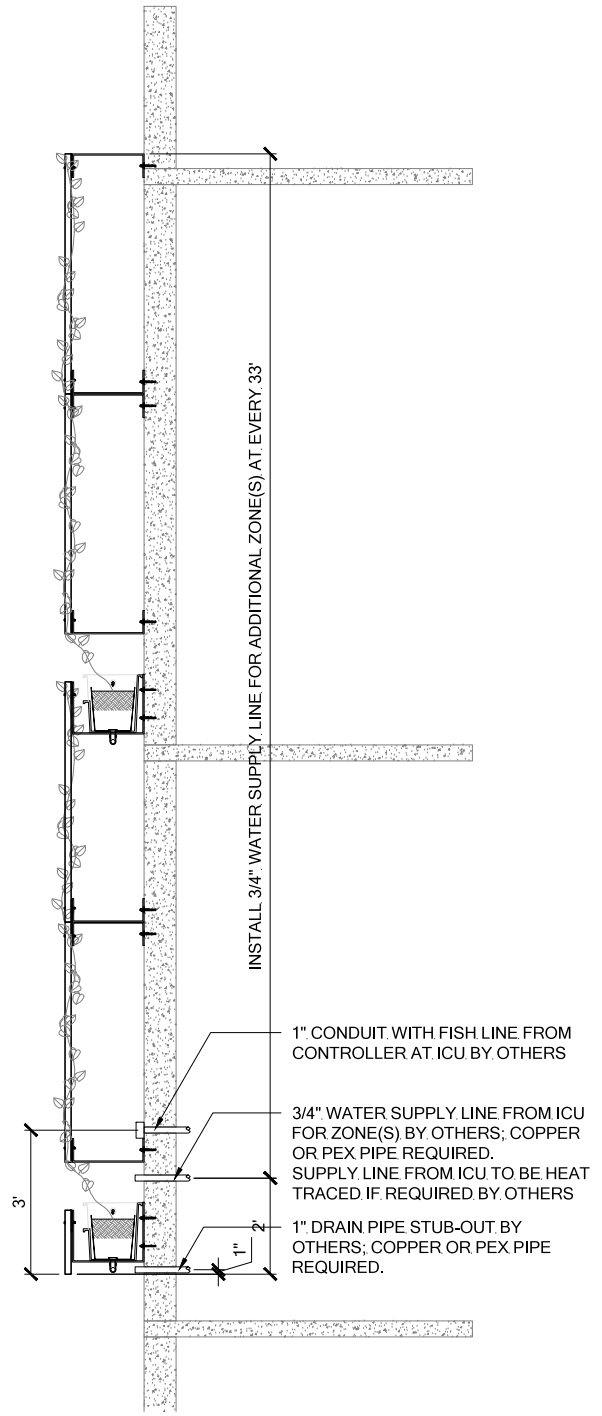 INSTALL 3/4" WATER SUPPLY LINE FOR ADDITIONAL ZONE(S) AT EVERY 33'
1" CONDUIT WITH FISH LINE FROM
CONTROLLER AT ICU BY OTHERS
3/4" WATER SUPPLY LINE FROM ICU
FOR ZONE(S) BY OTHERS; COPPER
OR PEX PIPE REQUIRED.
SUPPLY LINE FROM ICU TO BE HEAT
TRACED IF REQUIRED BY OTHERS
3'
2'
1"
1" DRAIN PIPE STUB-OUT BY
OTHERS; COPPER OR PEX PIPE
REQUIRED.